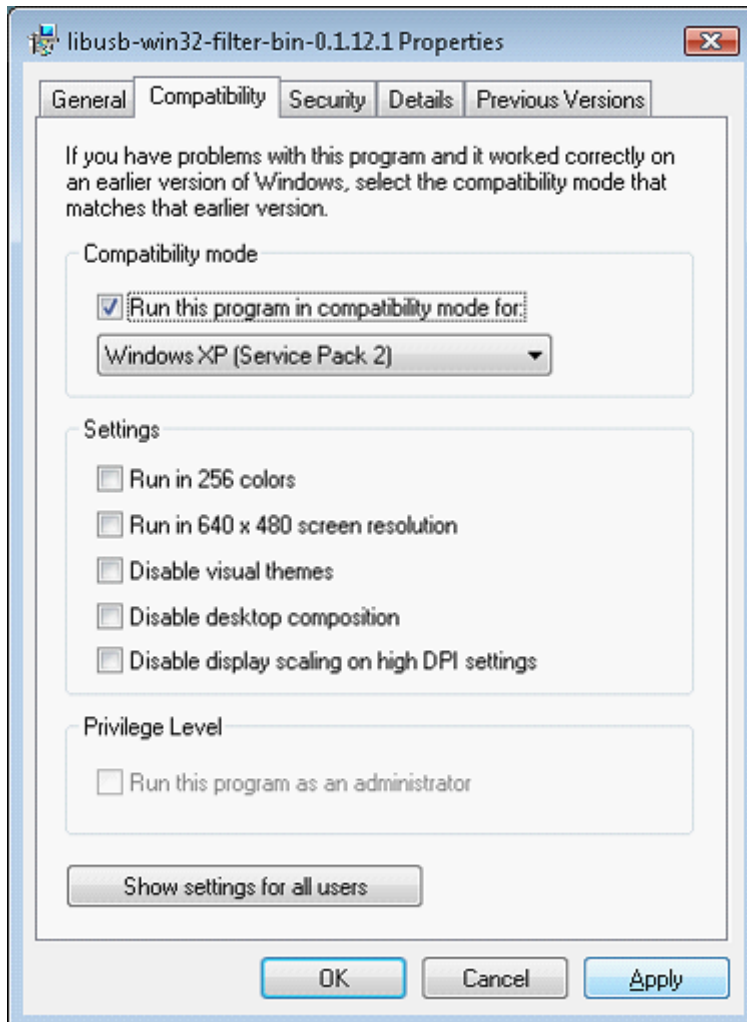 libusb-win32-filter-bin-0.1.12.1 Properties
General Compatibility Security Details Previous Versions
If you have problems with this program and it worked correctly on
an earlier version of Windows, select the compatibility mode that
matches that earlier version.
Compatibility mode
Run this program in compatibility mode for:
Windows XP (Service Pack 2)
Settings
Run in 256 colors
Run in 640 x 480 screen resolution
Disable visual themes
Disable desktop composition
Disable display scaling on high DPI settings
Privilege Level
Run this program as an administrator
Show settings for all users
OK Cancel Apply